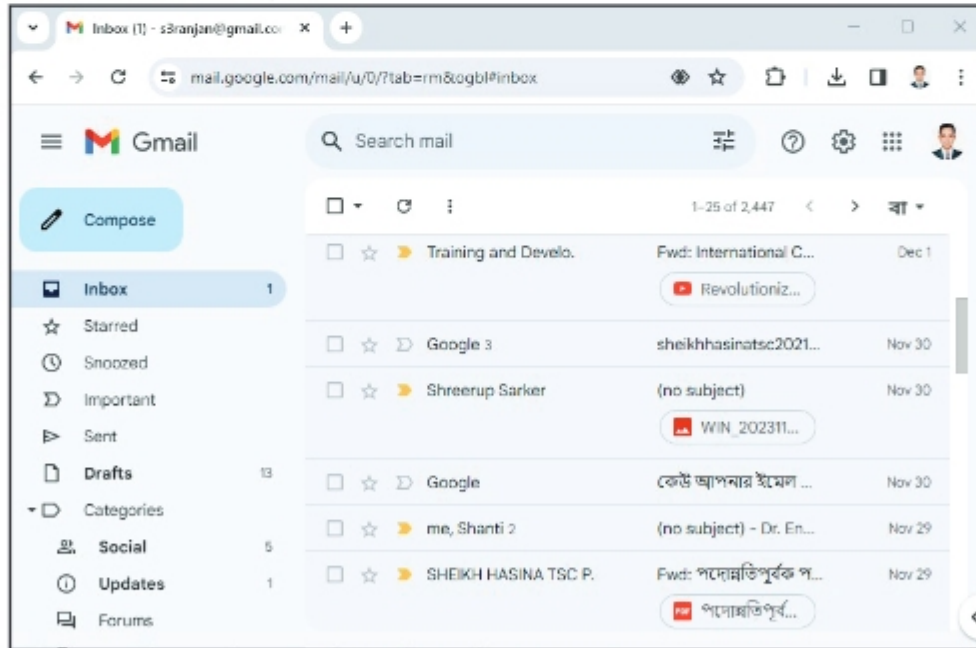 Inbox (1) - s3ranjan@gmail.co
mail.google.com/mail/u/0/?tab=rm&ogbl#inbox
Gmail
Search mail
Compose
1–25 of 2,447
বা
Training and Develo.
Fwd: International C...
Dec 1
Revolutioniz...
Inbox 1
Starred
Google 3
sheikhhasinatsc2021...
Nov 30
Snoozed
Important
Shreerup Sarker
(no subject)
Nov 30
WIN_202311...
Sent
Drafts 13
Google
কেউ আপনার ইমেল ...
Nov 30
Categories
me, Shanti 2
(no subject) - Dr. En...
Nov 29
Social 5
SHEIKH HASINA TSC P.
Fwd: পদোন্নতিপূর্বক প...
Nov 29
Updates 1
PDF পদোন্নতিপূর্ব...
Forums